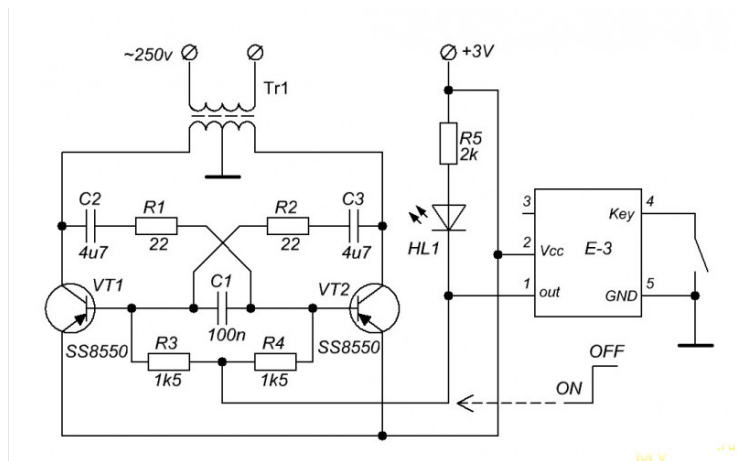 ~250v
+3V
Tr1
R5
2k
C2
R1
R2
C3
3
Key
4
4u7
22
22
4u7
HL1
2
Vcc
E-3
VT1
C1
VT2
1
out
GND
5
100n
SS8550
R3
R4
SS8550
1k5
1k5
OFF
ON